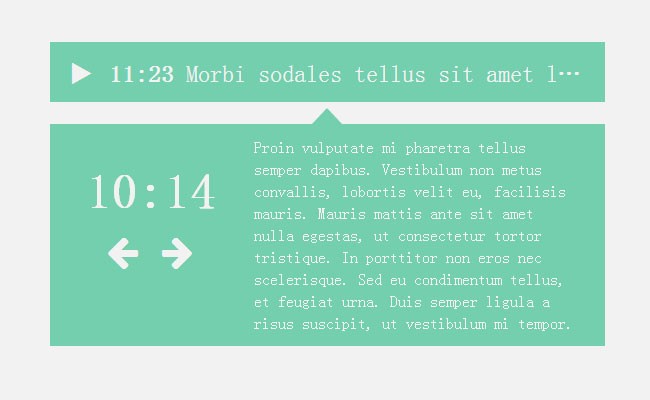 11:23 Morbi sodales tellus sit amet l…
10:14
Proin vulputate mi pharetra tellus
semper dapibus. Vestibulum non metus
convallis, lobortis velit eu, facilisis
mauris. Mauris mattis ante sit amet
nulla egestas, ut consectetur tortor
tristique. In porttitor non eros nec
scelerisque. Sed eu condimentum tellus,
et feugiat urna. Duis semper ligula a
risus suscipit, ut vestibulum mi tempor.